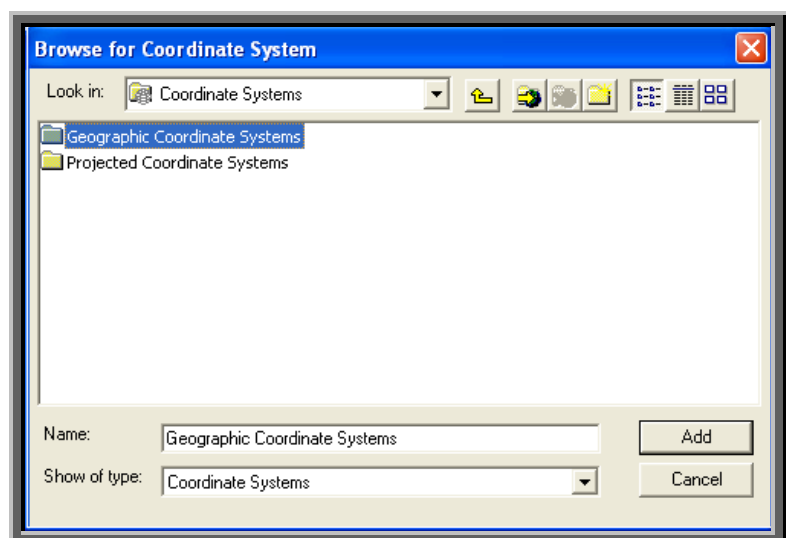 Browse for Coordinate System
Look in: Coordinate Systems
Geographic Coordinate Systems
Projected Coordinate Systems
Name: Geographic Coordinate Systems Add
Show of type: Coordinate Systems Cancel